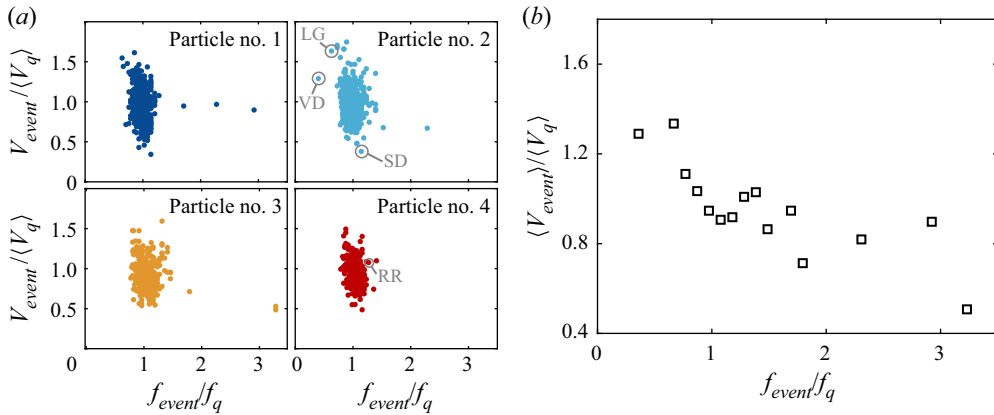 (a)
Particle no. 1
LG
Particle no. 2
VD
SD
V_event/⟨V_q⟩
1.5
1.0
0.5
0
Particle no. 3
Particle no. 4
RR
V_event/⟨V_q⟩
1.5
1.0
0.5
0
0 1 2 3
0 1 2 3
f_event/f_q
f_event/f_q
(b)
⟨V_event⟩/⟨V_q⟩
1.6
1.2
0.8
0.4
0 1 2 3
f_event/f_q